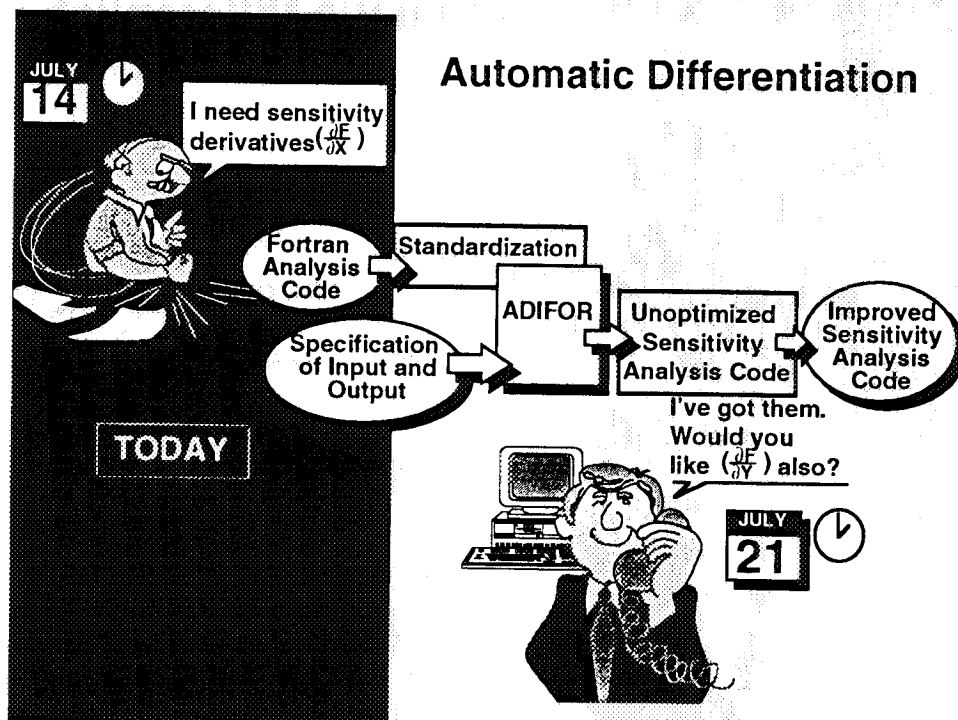 Automatic Differentiation
JULY
14
I need sensitivity
derivatives(∂F/∂X)
Fortran
Analysis
Code
Standardization
Specification
of Input and
Output
ADIFOR
Unoptimized
Sensitivity
Analysis Code
Improved
Sensitivity
Analysis
Code
TODAY
I've got them.
Would you
like (∂F/∂Y) also?
JULY
21